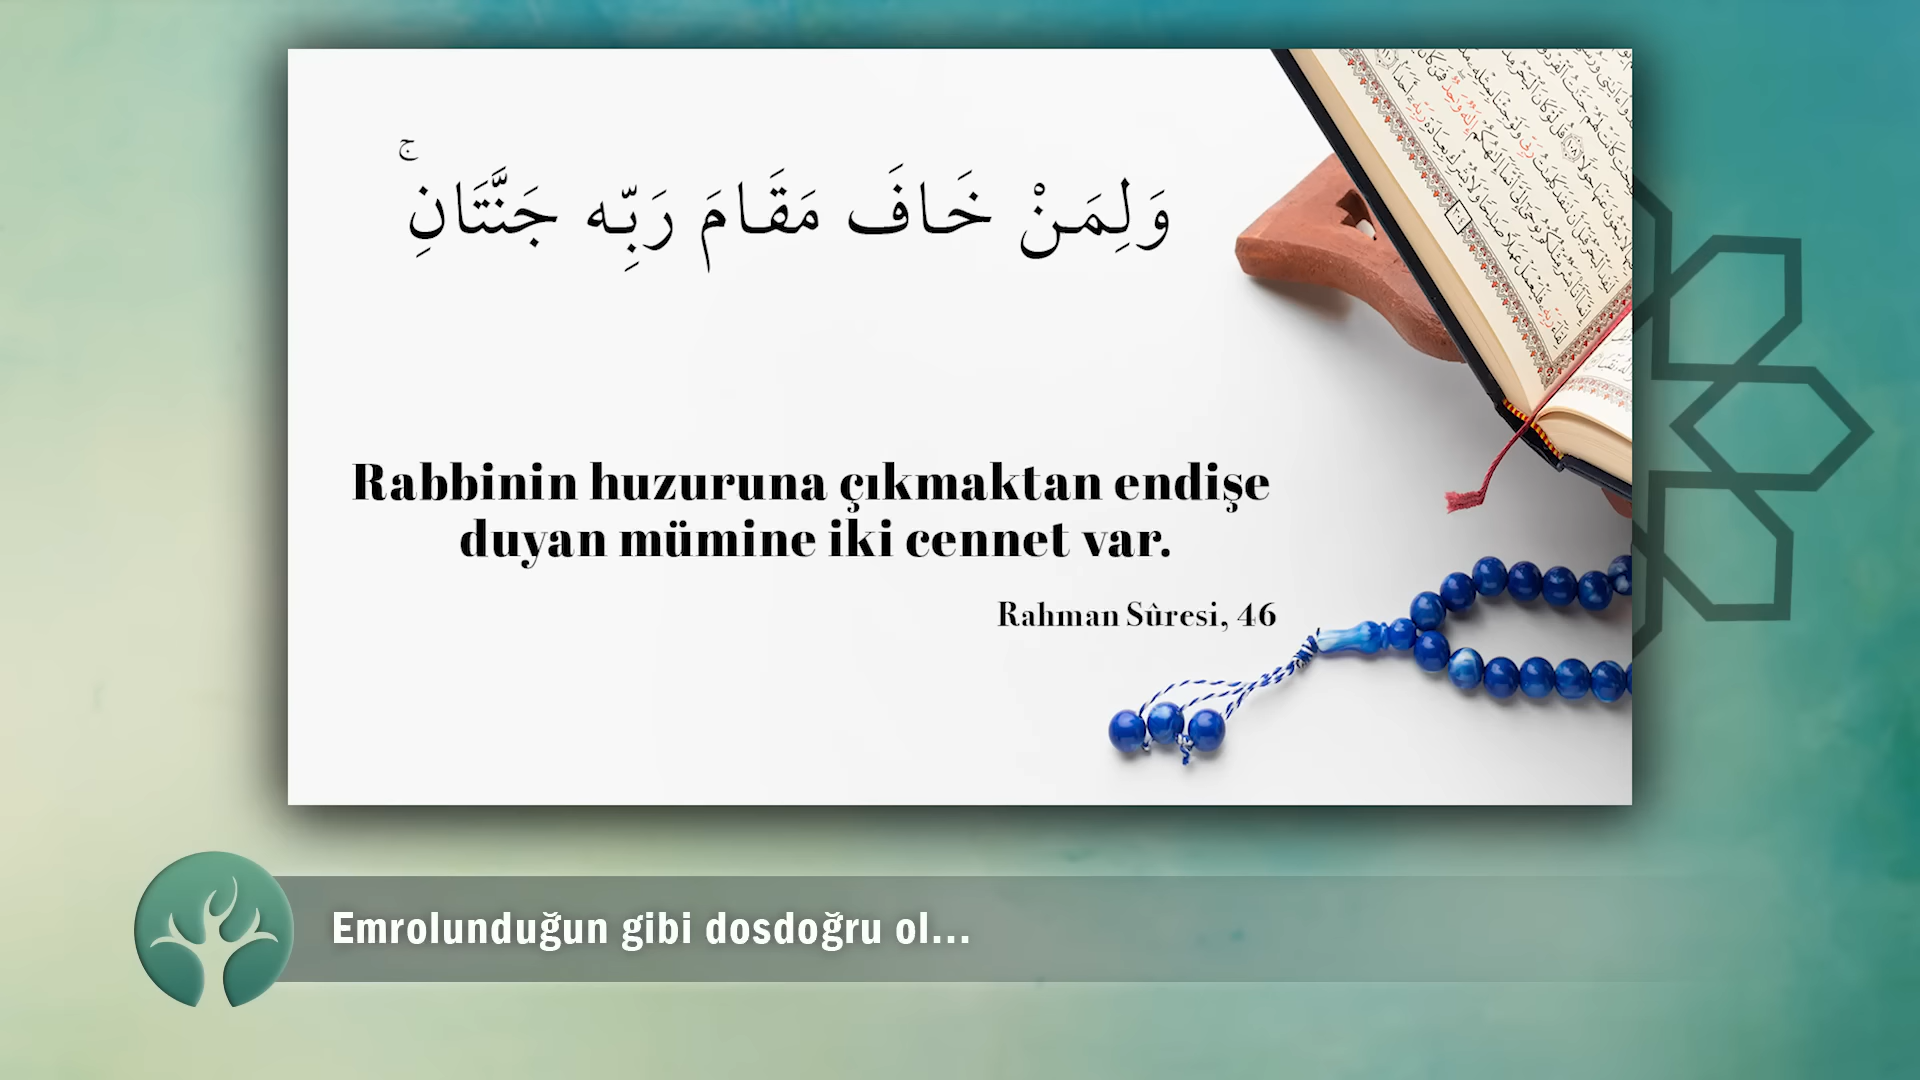 وَلِمَنْ خَافَ مَقَامَ رَبِّه جَنَّتَانِۚ
Rabbinin huzuruna çıkmaktan endişe
duyan mümine iki cennet var.
Rahman Sûresi, 46
Emrolunduğun gibi dosdoğru ol...